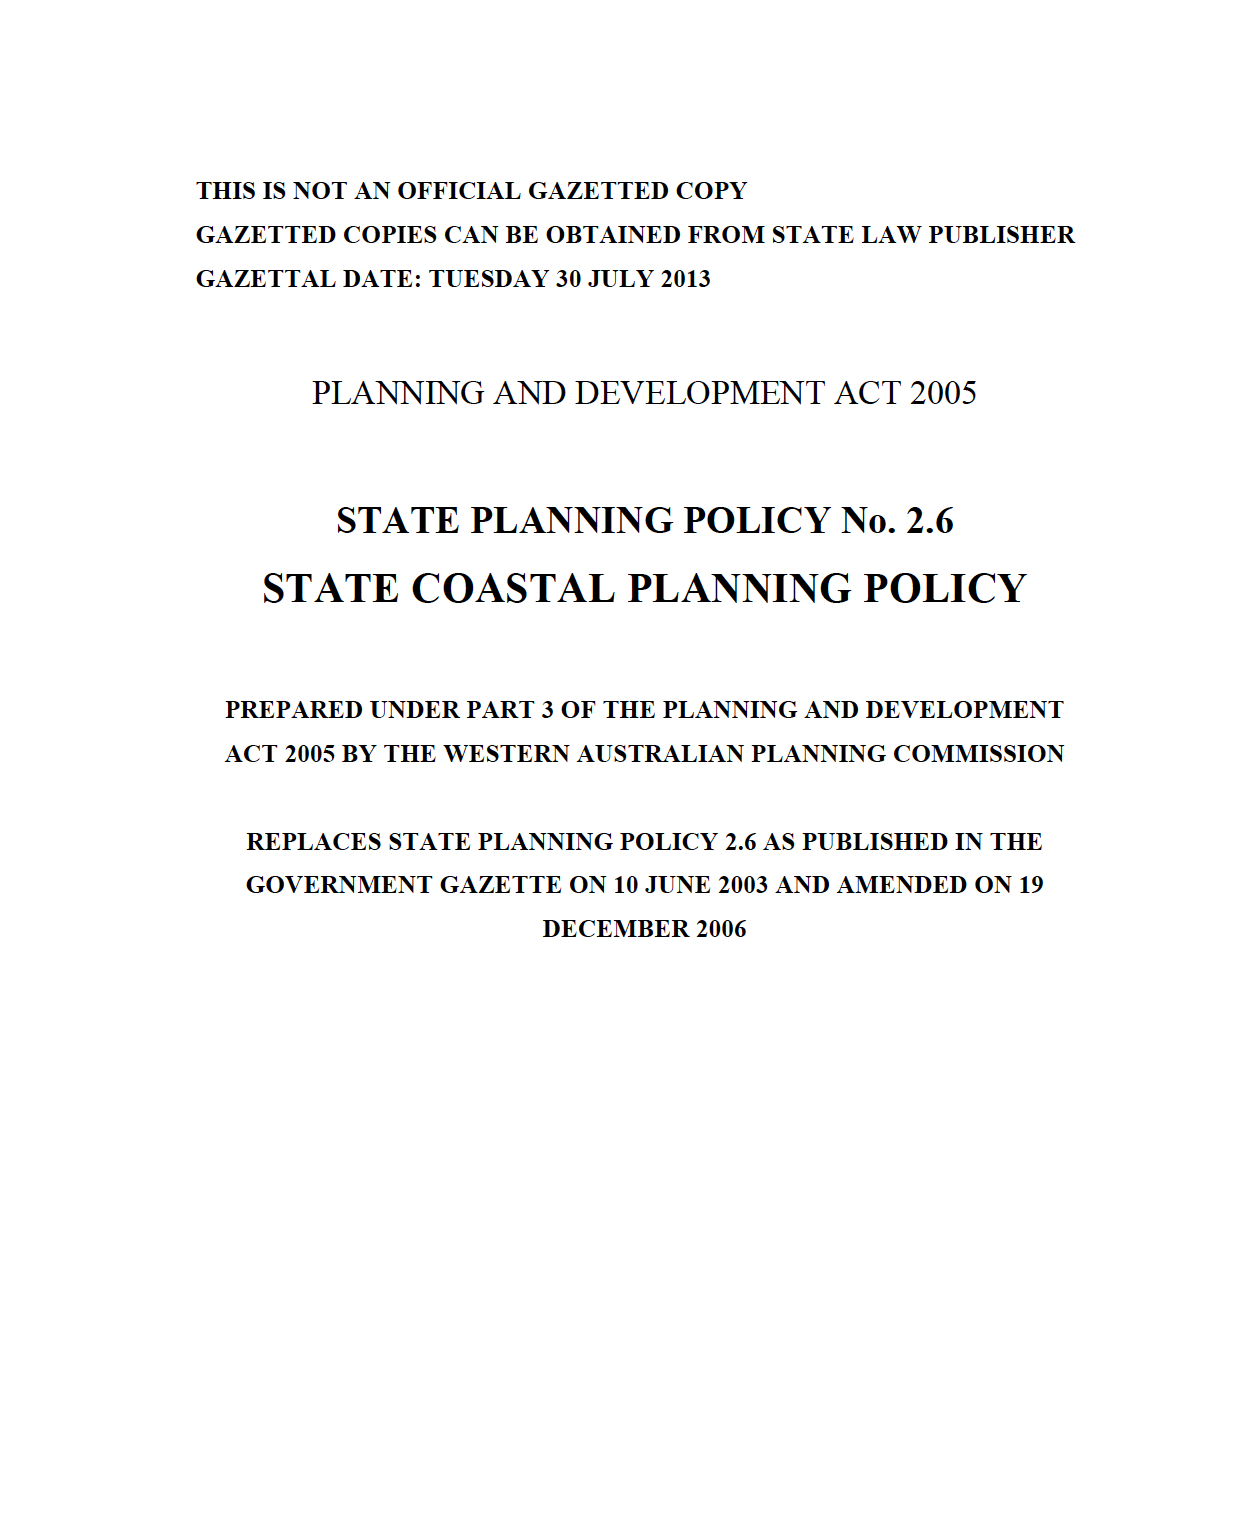 THIS IS NOT AN OFFICIAL GAZETTED COPY
GAZETTED COPIES CAN BE OBTAINED FROM STATE LAW PUBLISHER
GAZETTAL DATE: TUESDAY 30 JULY 2013
PLANNING AND DEVELOPMENT ACT 2005
STATE PLANNING POLICY No. 2.6
STATE COASTAL PLANNING POLICY
PREPARED UNDER PART 3 OF THE PLANNING AND DEVELOPMENT
ACT 2005 BY THE WESTERN AUSTRALIAN PLANNING COMMISSION
REPLACES STATE PLANNING POLICY 2.6 AS PUBLISHED IN THE
GOVERNMENT GAZETTE ON 10 JUNE 2003 AND AMENDED ON 19
DECEMBER 2006